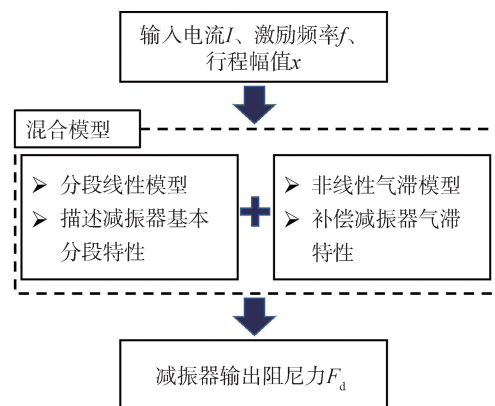 输入电流I、激励频率f、
行程幅值x
混合模型
➢ 分段线性模型
➢ 描述减振器基本
分段特性
➢ 非线性气滞模型
➢ 补偿减振器气滞
特性
减振器输出阻尼力Fd